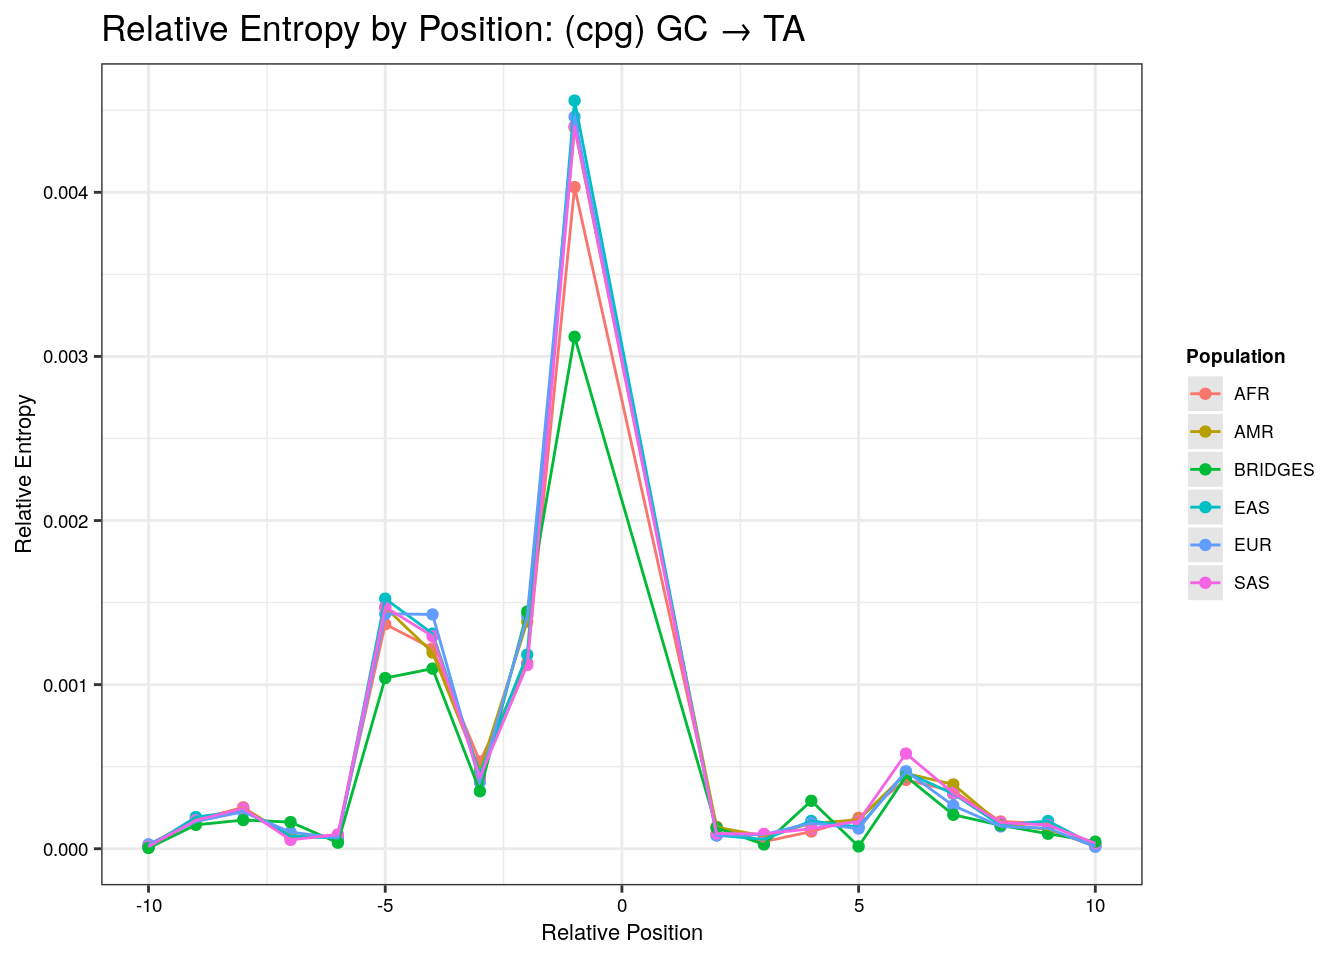 Relative Entropy by Position: (cpg) GC → TA
0.004
0.003
0.002
0.001
0.000
Relative Entropy
-10
-5
0
5
10
Relative Position
Population
AFR
AMR
BRIDGES
EAS
EUR
SAS